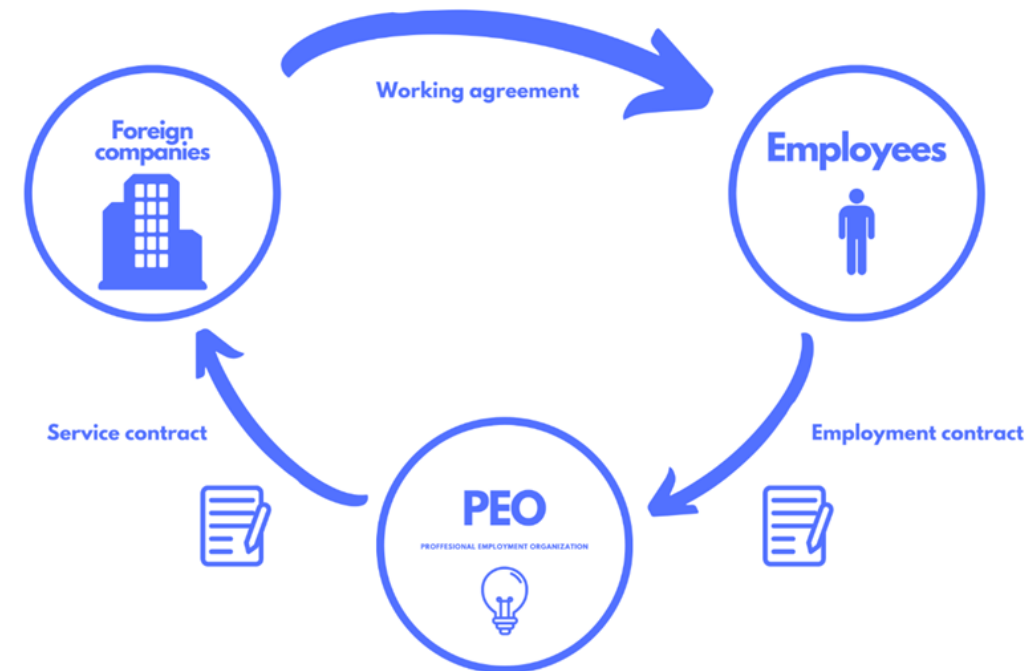 Working agreement
Foreign
companies
Employees
Service contract
Employment contract
PEO
PROFFESIONAL EMPLOYMENT ORGANIZATION